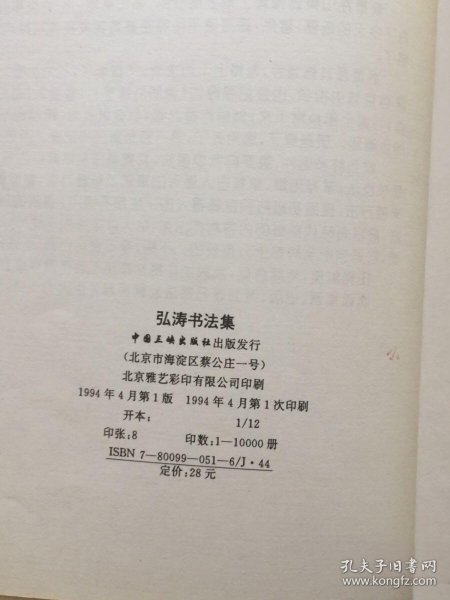 弘涛书法集
中国三峡出版社出版发行
(北京市海淀区蔡公庄一号)
北京雅艺彩印有限公司印刷
1994年4月第1版 1994年4月第1次印刷
开本: 1/12
印张:8 印数:1—10000册
ISBN 7—80099—051—6/J·44
定价:28元
孔夫子旧书网
www.kongfz.com